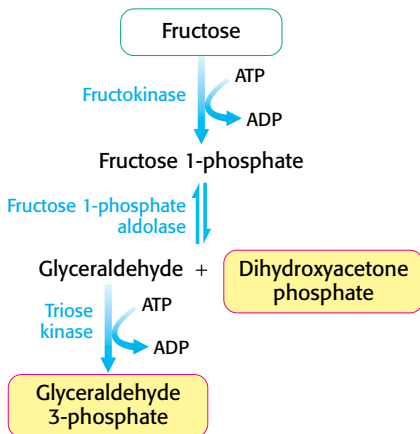 Fructose
Fructokinase
ATP
ADP
Fructose 1-phosphate
Fructose 1-phosphate
aldolase
Glyceraldehyde + Dihydroxyacetone
phosphate
Triose
kinase
ATP
ADP
Glyceraldehyde
3-phosphate